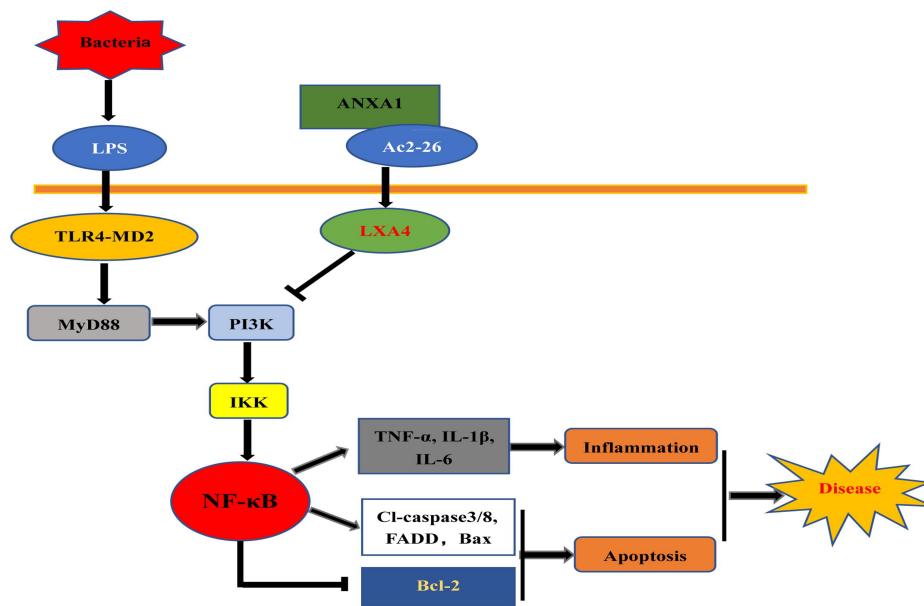 Bacteria
ANXA1
LPS
Ac2-26
TLR4-MD2
LXA4
MyD88
PI3K
IKK
TNF-α, IL-1β,
IL-6
Inflammation
NF-κB
Disease
Cl-caspase3/8,
FADD, Bax
Apoptosis
Bcl-2